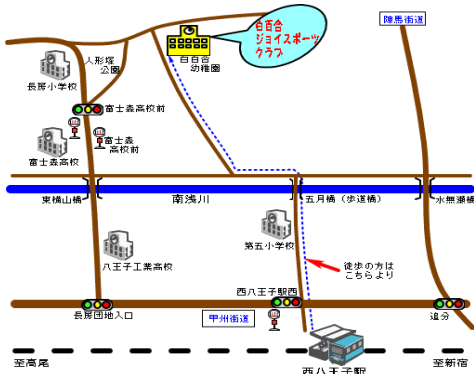 白百合
ジョイスポーツ
クラブ
陣馬街道
人形塚
公園
白百合
幼稚園
長房小学校
富士森高校前
富士森
高校前
富士森高校
東横山橋
南浅川
五月橋（歩道橋）
水無瀬橋
第五小学校
八王子工業高校
徒歩の方は
こちらより
西八王子駅西
長房団地入口
甲州街道
追分
至高尾
西八王子駅
至新宿